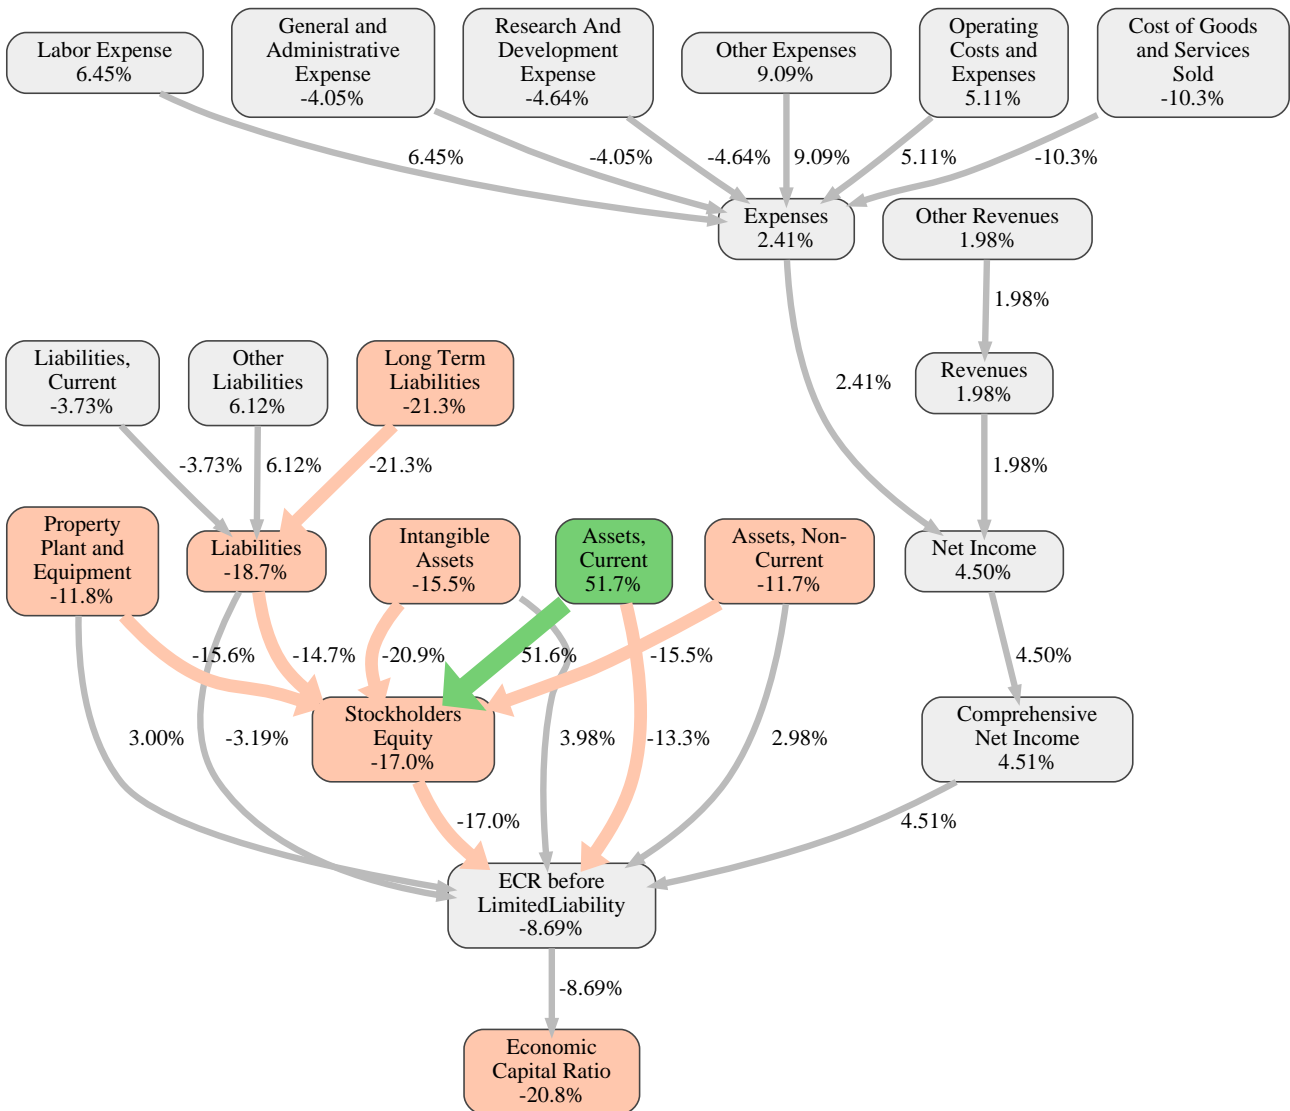 Labor Expense
6.45%
General and
Administrative
Expense
-4.05%
Research And
Development
Expense
-4.64%
Other Expenses
9.09%
Operating
Costs and
Expenses
5.11%
Cost of Goods
and Services
Sold
-10.3%
6.45%
-4.05%
-4.64%
9.09%
5.11%
-10.3%
Expenses
2.41%
Other Revenues
1.98%
1.98%
Liabilities,
Current
-3.73%
Other
Liabilities
6.12%
Long Term
Liabilities
-21.3%
2.41%
Revenues
1.98%
-3.73%
6.12%
-21.3%
1.98%
Property
Plant and
Equipment
-11.8%
Liabilities
-18.7%
Intangible
Assets
-15.5%
Assets,
Current
51.7%
Assets, Non-
Current
-11.7%
Net Income
4.50%
-15.6%
-14.7%
-20.9%
51.6%
-15.5%
4.50%
3.00%
-3.19%
Stockholders
Equity
-17.0%
3.98%
-13.3%
2.98%
Comprehensive
Net Income
4.51%
-17.0%
4.51%
ECR before
LimitedLiability
-8.69%
-8.69%
Economic
Capital Ratio
-20.8%